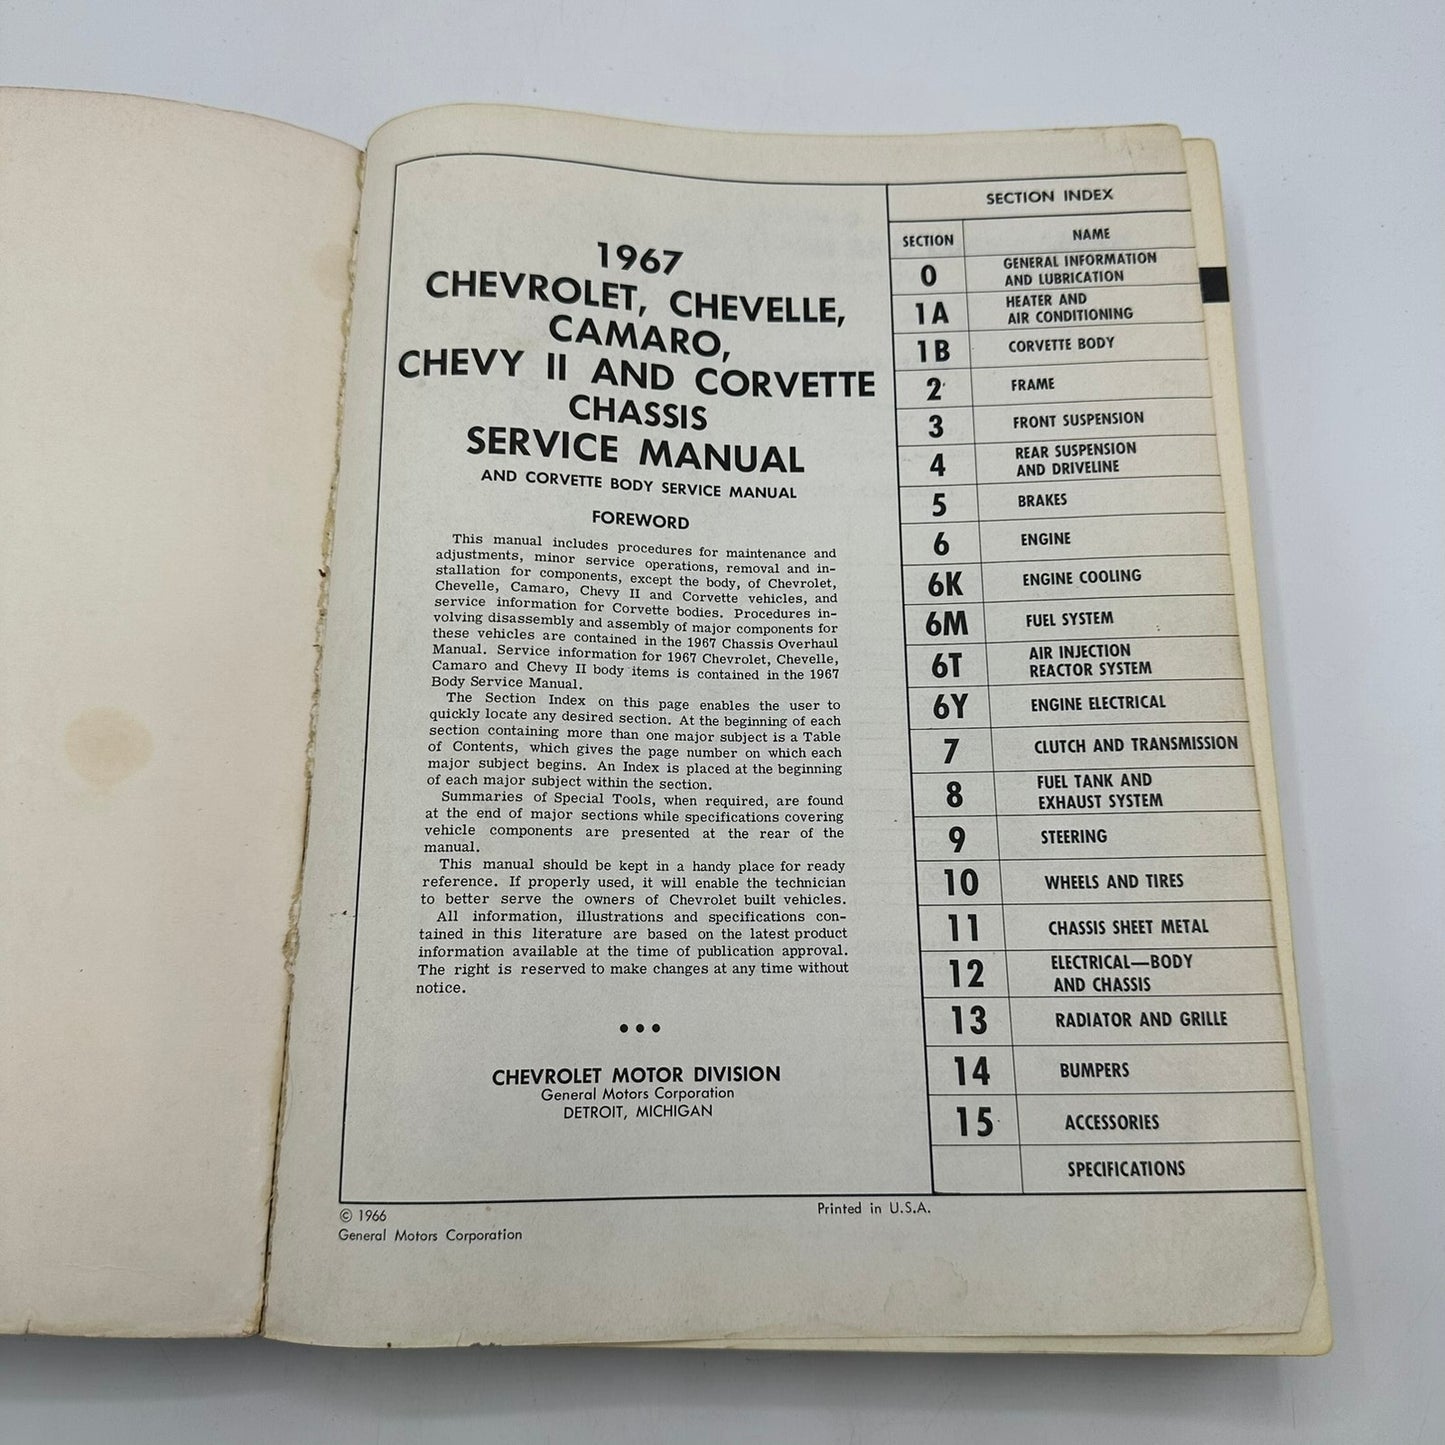 1967
CHEVROLET, CHEVELLE,
CAMARO,
CHEVY II AND CORVETTE
CHASSIS
SERVICE MANUAL
AND CORVETTE BODY SERVICE MANUAL
FOREWORD
This manual includes procedures for maintenance and
adjustments, minor service operations, removal and in-
stallation for components, except the body, of Chevrolet,
Chevelle, Camaro, Chevy II and Corvette vehicles, and
service information for Corvette bodies. Procedures in-
volving disassembly and assembly of major components for
these vehicles are contained in the 1967 Chassis Overhaul
Manual. Service information for 1967 Chevrolet, Chevelle,
Camaro and Chevy II body items is contained in the 1967
Body Service Manual.
The Section Index on this page enables the user to
quickly locate any desired section. At the beginning of each
section containing more than one major subject is a Table
of Contents, which gives the page number on which each
major subject begins. An Index is placed at the beginning
of each major subject within the section.
Summaries of Special Tools, when required, are found
at the end of major sections while specifications covering
vehicle components are presented at the rear of the
manual.
This manual should be kept in a handy place for ready
reference. If properly used, it will enable the technician
to better serve the owners of Chevrolet built vehicles.
All information, illustrations and specifications con-
tained in this literature are based on the latest product
information available at the time of publication approval.
The right is reserved to make changes at any time without
notice.
• • •
CHEVROLET MOTOR DIVISION
General Motors Corporation
DETROIT, MICHIGAN
© 1966
General Motors Corporation
Printed in U.S.A.
SECTION INDEX
SECTION NAME
0 GENERAL INFORMATION
AND LUBRICATION
1A HEATER AND
AIR CONDITIONING
1B CORVETTE BODY
2 FRAME
3 FRONT SUSPENSION
4 REAR SUSPENSION
AND DRIVELINE
5 BRAKES
6 ENGINE
6K ENGINE COOLING
6M FUEL SYSTEM
6T AIR INJECTION
REACTOR SYSTEM
6Y ENGINE ELECTRICAL
7 CLUTCH AND TRANSMISSION
8 FUEL TANK AND
EXHAUST SYSTEM
9 STEERING
10 WHEELS AND TIRES
11 CHASSIS SHEET METAL
12 ELECTRICAL—BODY
AND CHASSIS
13 RADIATOR AND GRILLE
14 BUMPERS
15 ACCESSORIES
SPECIFICATIONS